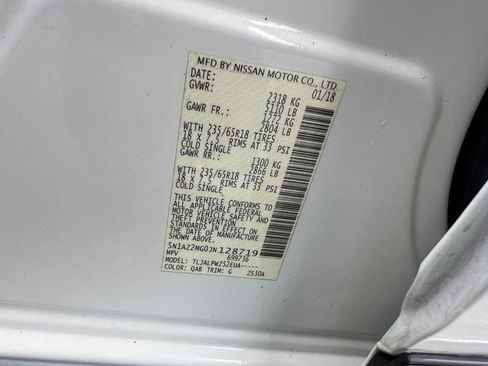 MFD BY NISSAN MOTOR CO., LTD.
DATE: 01/18
GVWR: 2318 KG
5110 LB
GAWR FR.: 1272 KG
2804 LB
WITH 235/65R18 TIRES
18 X 7.5 RIMS AT 33 PSI
COLD SINGLE
GAWR RR.: 1300 KG
2866 LB
WITH 235/65R18 TIRES
18 X 7.5 RIMS AT 33 PSI
COLD SINGLE
THIS VEHICLE CONFORMS TO
ALL APPLICABLE FEDERAL
MOTOR VEHICLE SAFETY AND
THEFT PREVENTION STANDARDS
IN EFFECT ON THE DATE OF
MANUFACTURE SHOWN ABOVE.
5N1AZ2MG0JN128719
MPV 699736
MODEL: TLJALPWZ52EUA-----
COLOR: QAB TRIM: G ZS30A